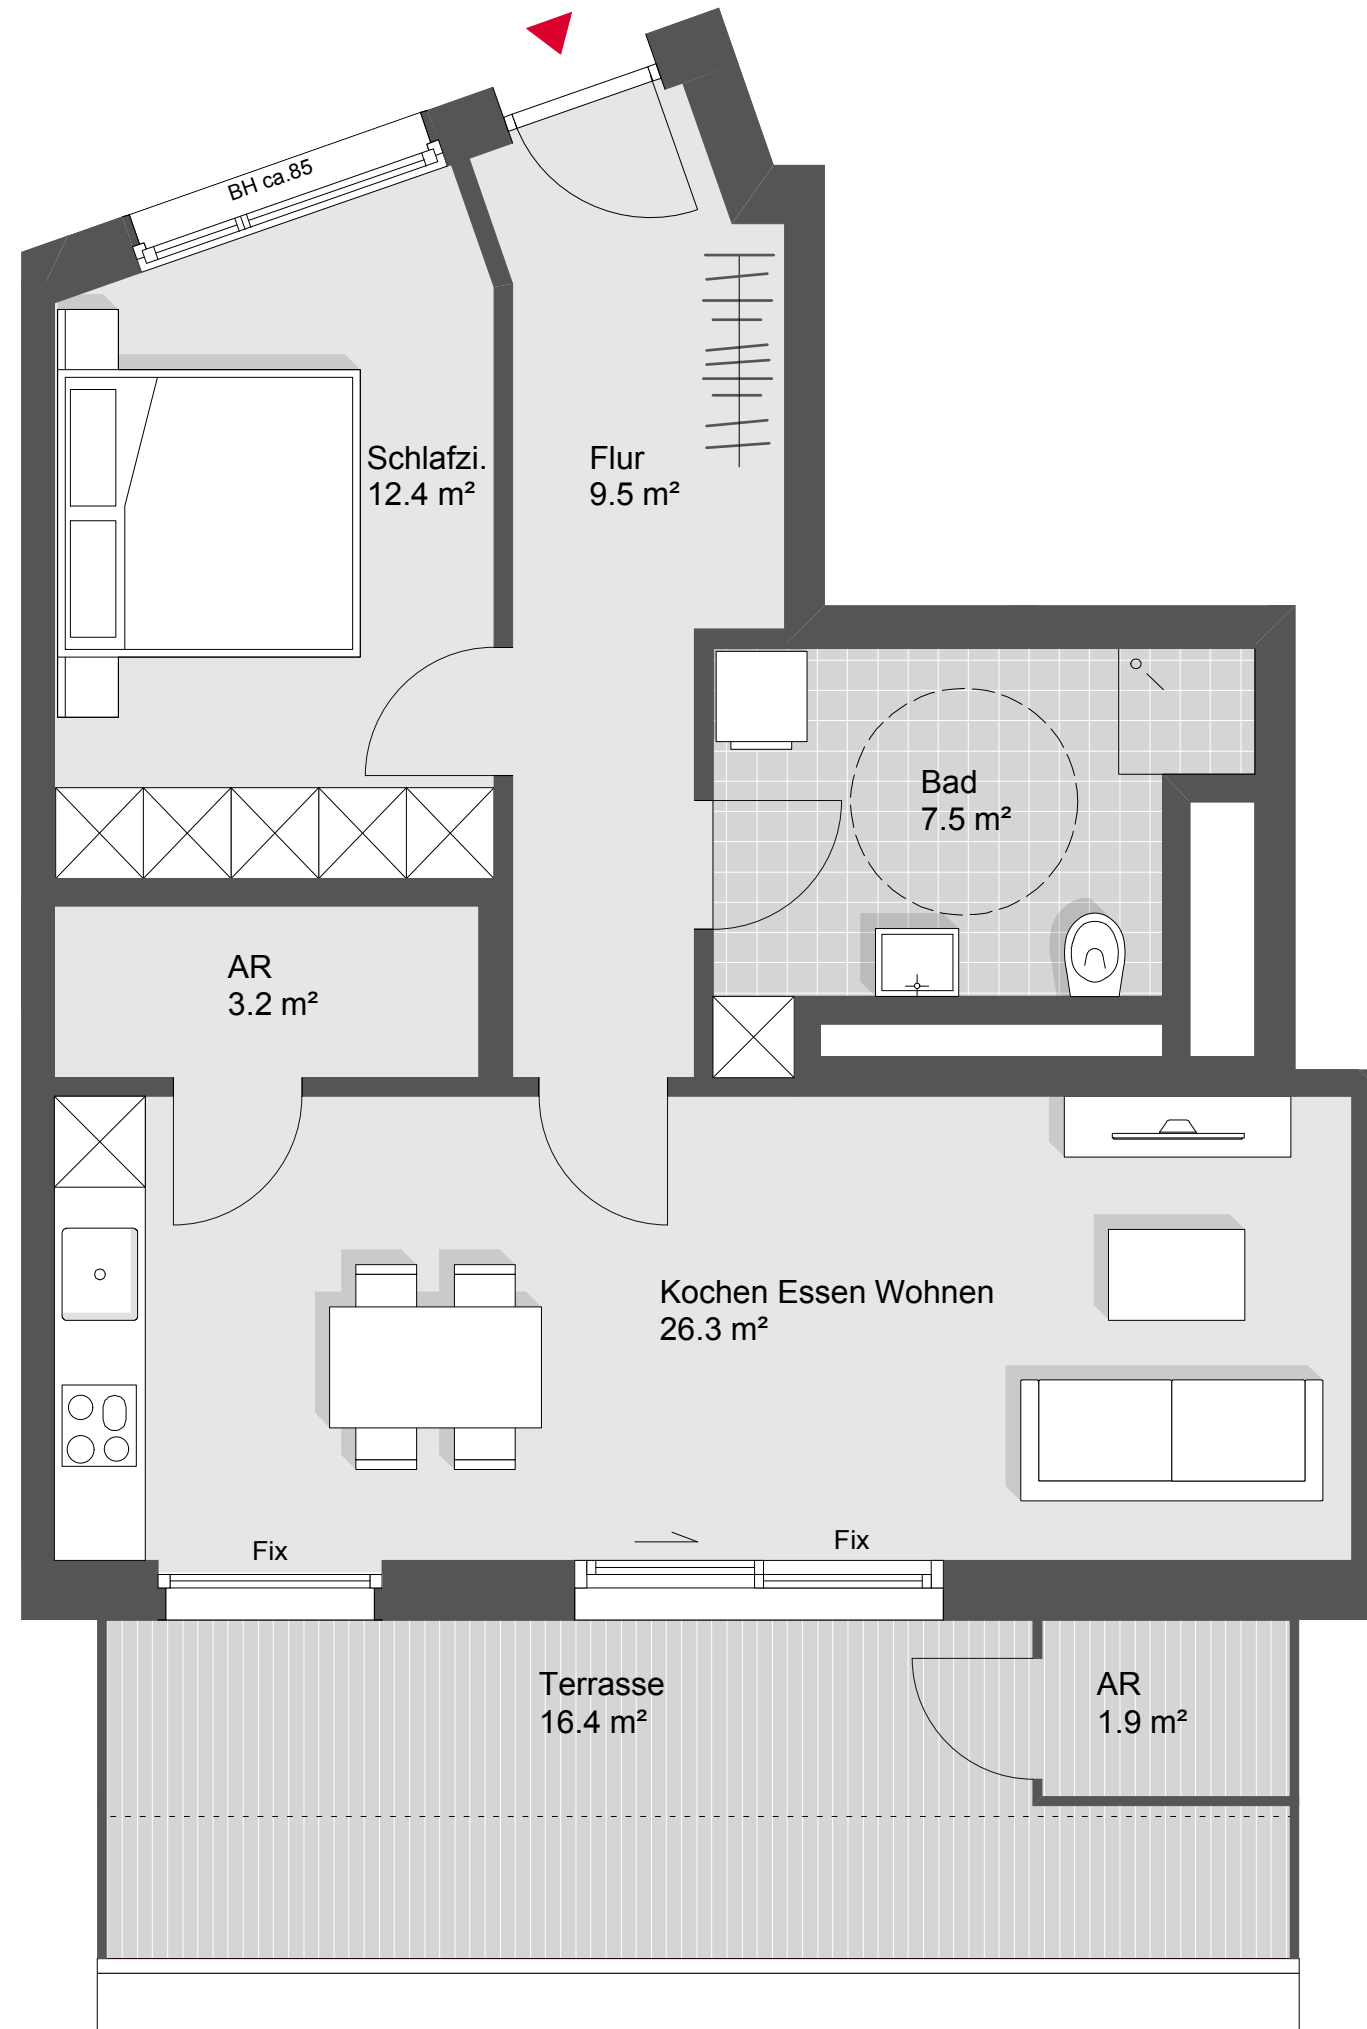 BH ca.85
Schlafzi.
12.4 m²
Flur
9.5 m²
Bad
7.5 m²
AR
3.2 m²
Kochen Essen Wohnen
26.3 m²
Fix
Fix
Terrasse
16.4 m²
AR
1.9 m²